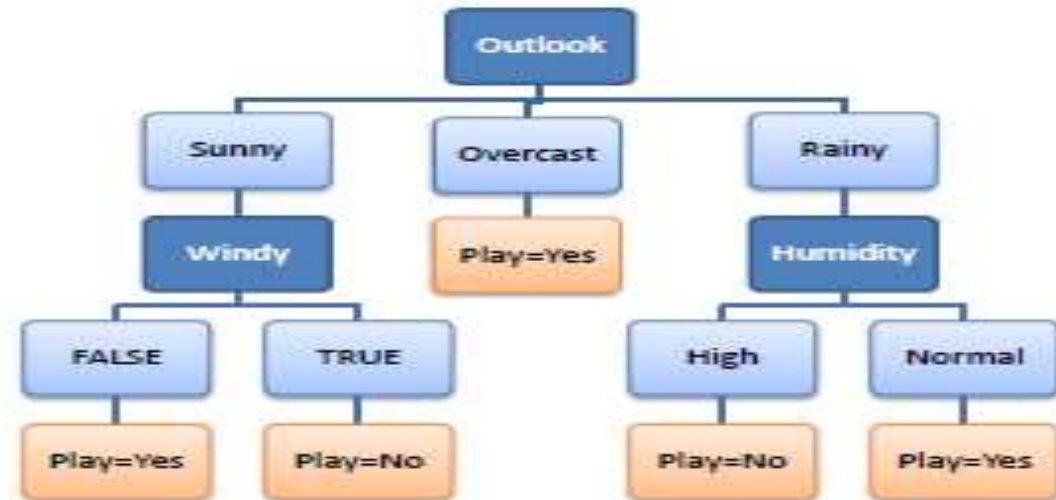 Outlook
Sunny
Overcast
Rainy
Windy
Play=Yes
Humidity
FALSE
TRUE
High
Normal
Play=Yes
Play=No
Play=No
Play=Yes